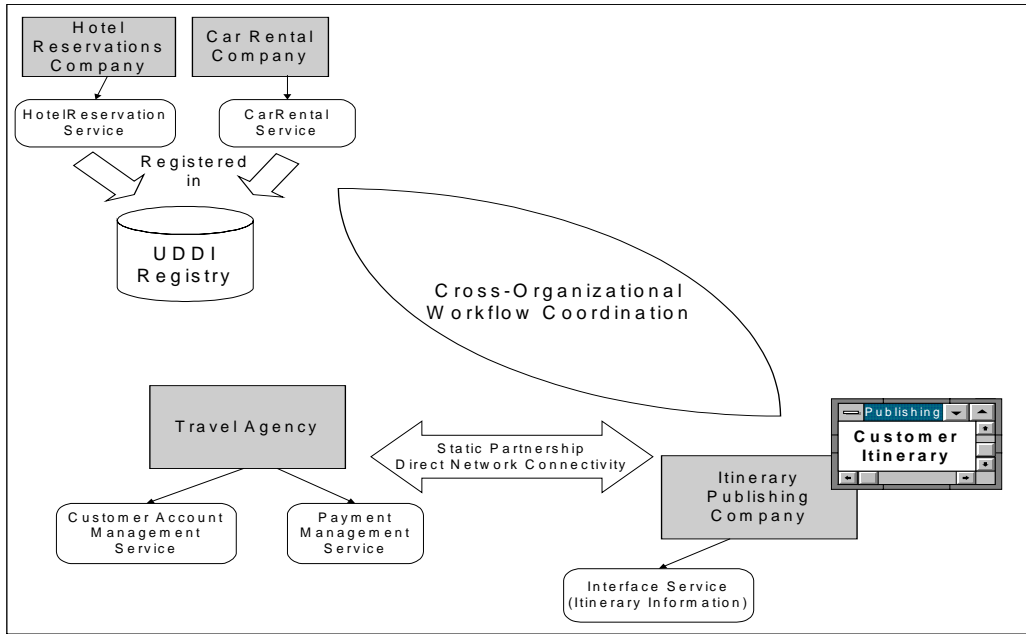 Hotel
Reservations
Company
Car Rental
Company
HotelReservation
Service
CarRental
Service
Registered
in
UDDI
Registry
Cross-Organizational
Workflow Coordination
Travel Agency
Static Partnership
Direct Network Connectivity
Publishing
Customer
Itinerary
Itinerary
Publishing
Company
Customer Account
Management
Service
Payment
Management
Service
Interface Service
(Itinerary Information)